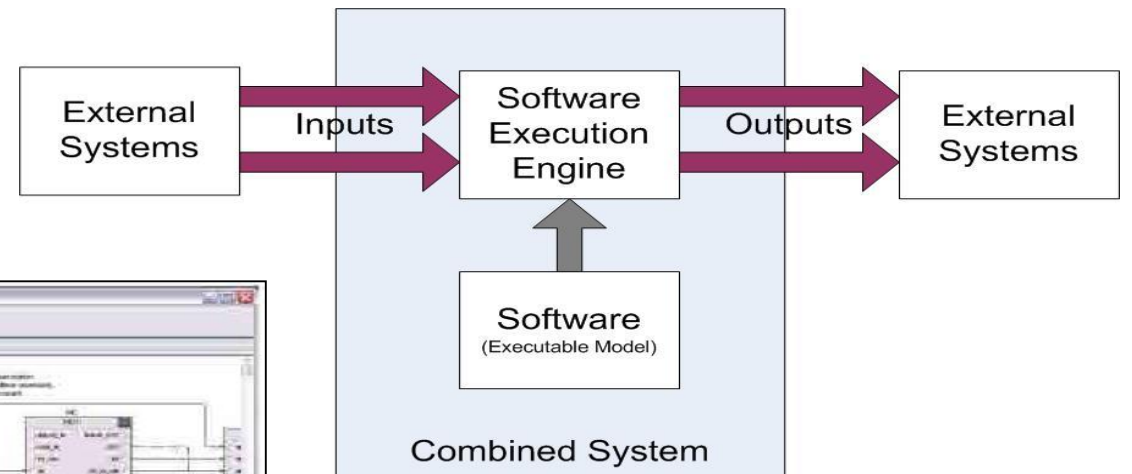 External
Systems
Inputs
Software
Execution
Engine
Outputs
External
Systems
Software
(Executable Model)
Combined System